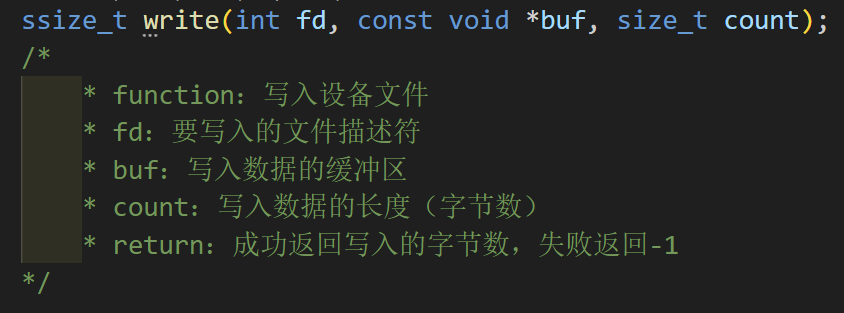 ssize_t write(int fd, const void *buf, size_t count);
/*
* function：写入设备文件
* fd：要写入的文件描述符
* buf：写入数据的缓冲区
* count：写入数据的长度（字节数）
* return：成功返回写入的字节数，失败返回-1
*/